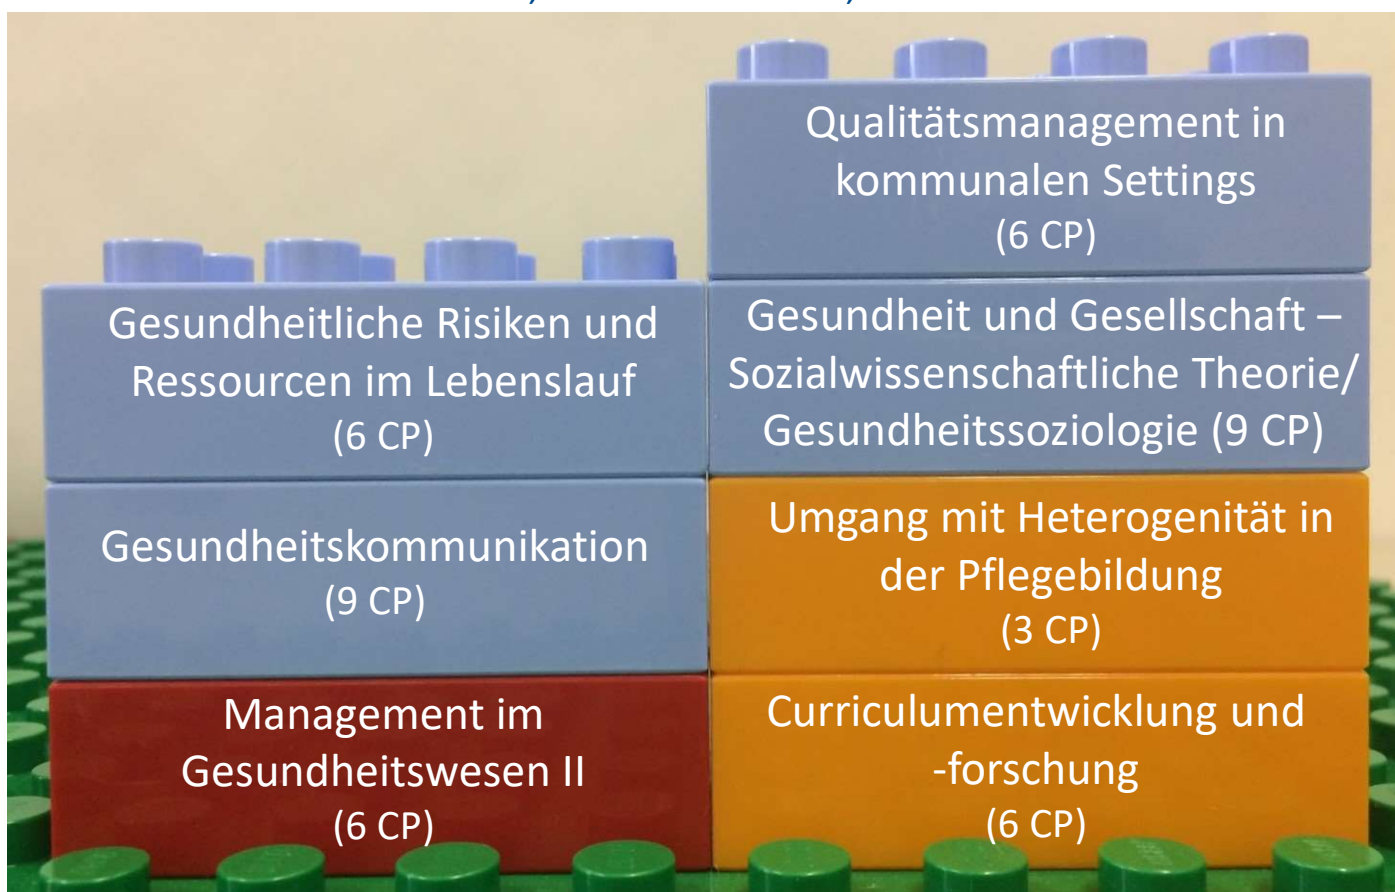 Qualitätsmanagement in
kommunalen Settings
(6 CP)
Gesundheitliche Risiken und
Ressourcen im Lebenslauf
(6 CP)
Gesundheit und Gesellschaft –
Sozialwissenschaftliche Theorie/
Gesundheitssoziologie (9 CP)
Gesundheitskommunikation
(9 CP)
Umgang mit Heterogenität in
der Pflegebildung
(3 CP)
Management im
Gesundheitswesen II
(6 CP)
Curriculumentwicklung und
-forschung
(6 CP)